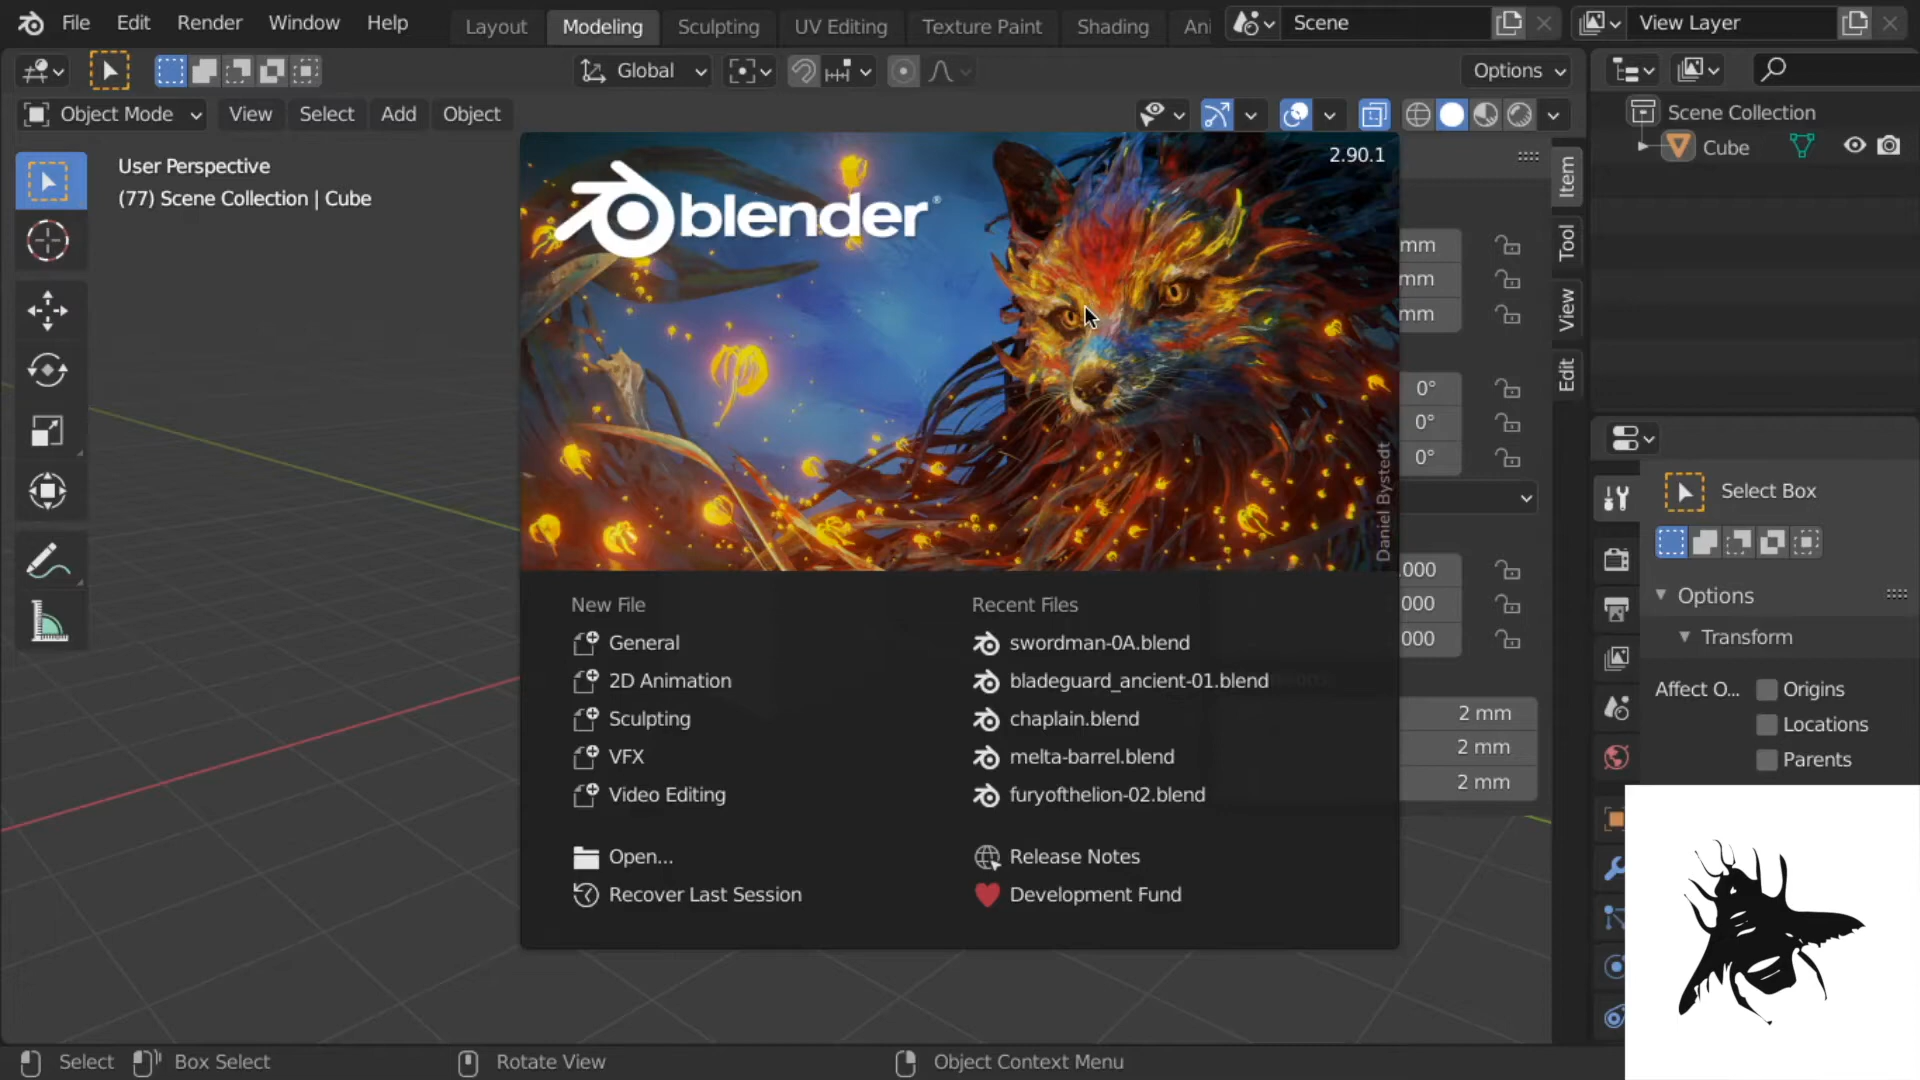 File Edit Render Window Help Layout Modeling Sculpting UV Editing Texture Paint Shading Ani Scene View Layer
Global Options
Object Mode View Select Add Object
Scene Collection
Cube
User Perspective
(77) Scene Collection | Cube
2.90.1
blender
Daniel Bystedt
Item
Tool
View
Edit
mm
mm
mm
0°
0°
0°
000
000
000
2 mm
2 mm
2 mm
New File
General
2D Animation
Sculpting
VFX
Video Editing
Open...
Recover Last Session
Recent Files
swordman-0A.blend
bladeguard_ancient-01.blend
chaplain.blend
melta-barrel.blend
furyofthelion-02.blend
Release Notes
Development Fund
Select Box
Options
Transform
Affect O... Origins
Locations
Parents
Select Box Select Rotate View Object Context Menu